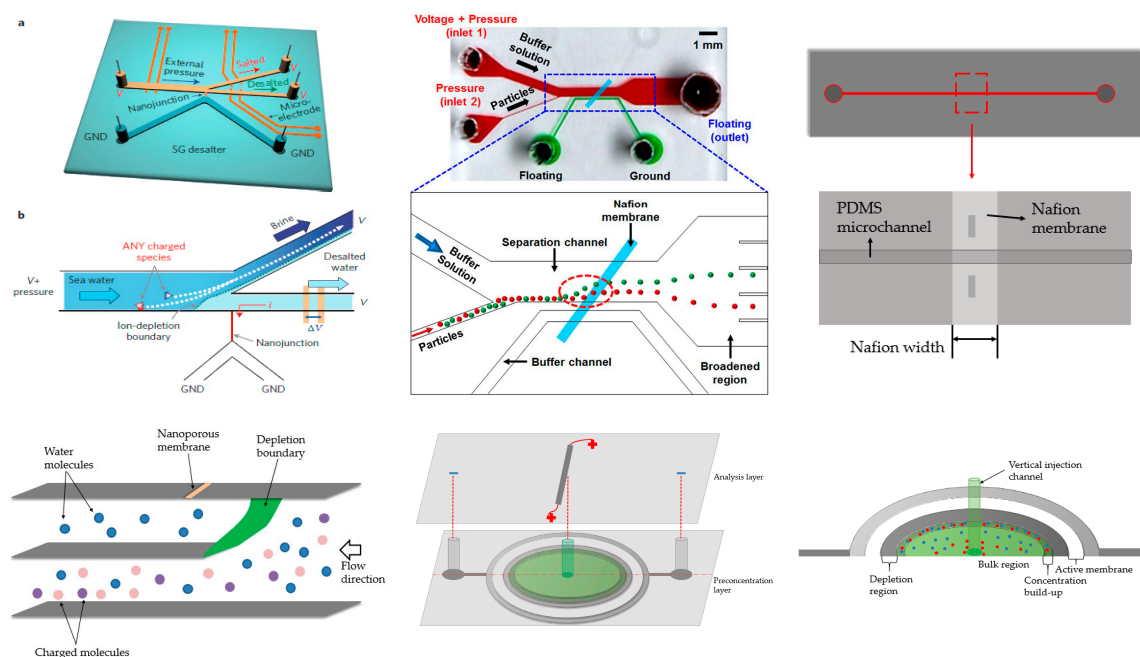 a
External
pressure
Salted
Desalted
V
V
V
Nanojunction
Micro-
electrode
GND
GND
SG desalter
b
ANY charged
species
V+
pressure
Sea water
Brine
V
Desalted
water
V
i
Ion-depletion
boundary
ΔV
Nanojunction
GND
GND
Voltage + Pressure
(inlet 1)
Buffer
solution
1 mm
Pressure
(inlet 2)
Particles
Floating
(outlet)
Floating
Ground
Nafion
membrane
Separation channel
Buffer
Solution
Particles
Buffer channel
Broadened
region
PDMS
microchannel
Nafion
membrane
Nafion width
Water
molecules
Nanoporous
membrane
Depletion
boundary
Flow
direction
Charged molecules
Analysis layer
Preconcentration
layer
Vertical injection
channel
Depletion
region
Bulk region
Concentration
build-up
Active membrane